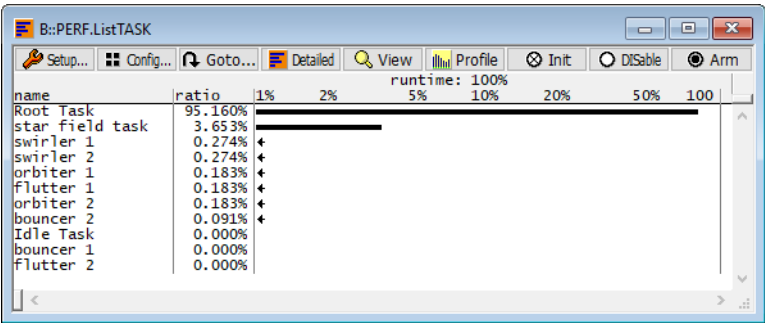 B::PERF.ListTASK
Setup... Config... Goto... Detailed View Profile Init DISable Arm
runtime: 100%
name ratio 1% 2% 5% 10% 20% 50% 100
Root Task 95.160%
star field task 3.653%
swirler 1 0.274%
swirler 2 0.274%
orbiter 1 0.183%
flutter 1 0.183%
orbiter 2 0.183%
bouncer 2 0.091%
Idle Task 0.000%
bouncer 1 0.000%
flutter 2 0.000%